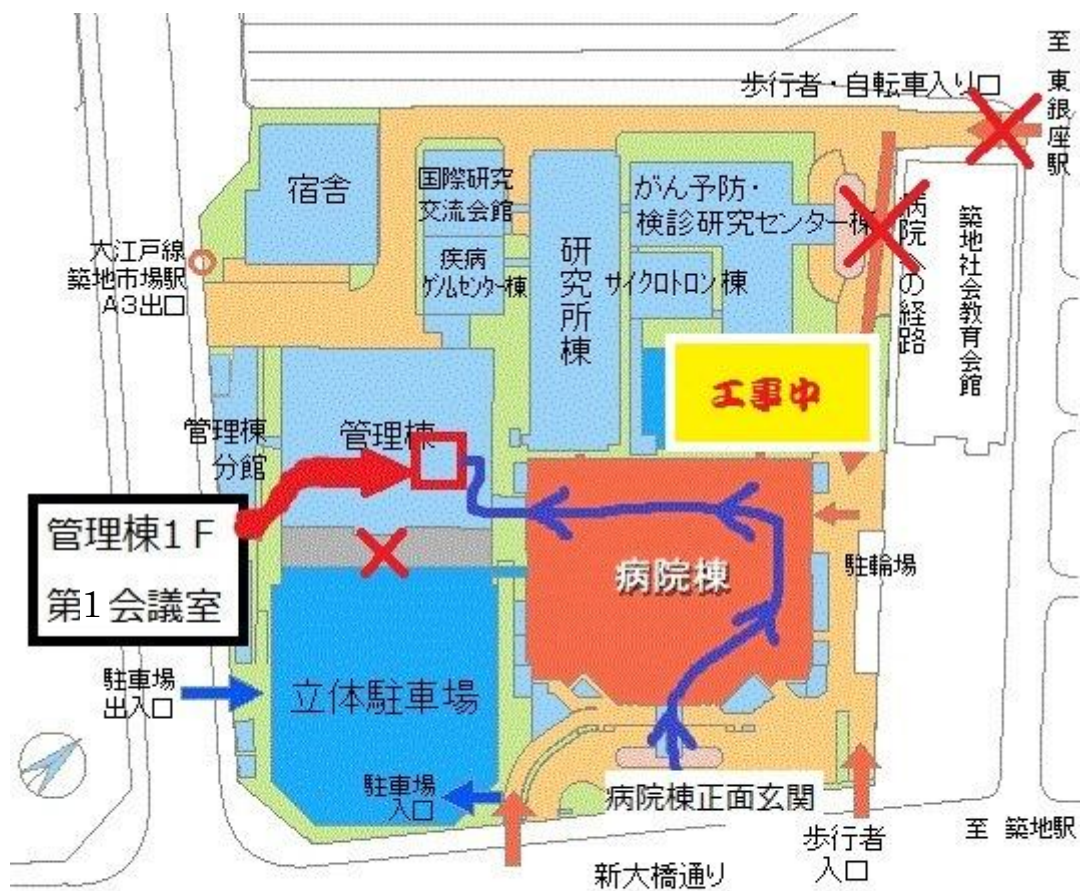 至
東
銀
座
駅
歩行者・自転車入り口
宿舎
国際研究
交流会館
がん予防・
検診研究センター棟
病院への経路
築地社会教育会館
大江戸線
築地市場駅
A3出口
疾病
ゲノムセンター棟
研究所棟
サイクロトロン棟
工事中
管理棟
分館
管理棟
管理棟1F
第1会議室
病院棟
駐輪場
駐車場
出入口
立体駐車場
駐車場
入口
病院棟正面玄関
歩行者
入口
至 築地駅
新大橋通り